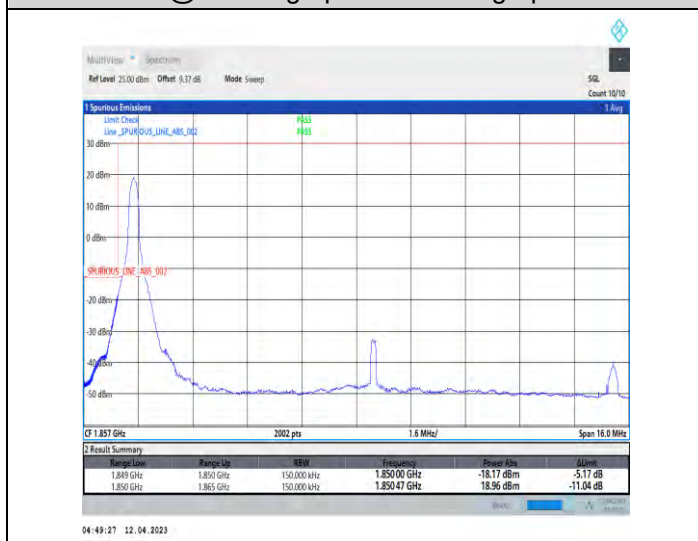 MultiView Spectrum
Ref Level 25.00 dBm Offset 9.37 dB Mode Sweep SGL
Count 10/10
1 Spurious Emissions 1 Avg
Limit Check PASS
Line _SPURIOUS_LINE_ABS_002 PASS
30 dBm
20 dBm
10 dBm
0 dBm
_SPURIOUS_LINE_ABS_002
-20 dBm
-30 dBm
-40 dBm
-50 dBm
CF 1.857 GHz 2002 pts 1.6 MHz/ Span 16.0 MHz
2 Result Summary
Range Low Range Up RBW Frequency Power Abs ΔLimit
1.849 GHz 1.850 GHz 150.000 kHz 1.85000 GHz -18.17 dBm -5.17 dB
1.850 GHz 1.865 GHz 150.000 kHz 1.85047 GHz 18.96 dBm -11.04 dB
04:49:27 12.04.2023